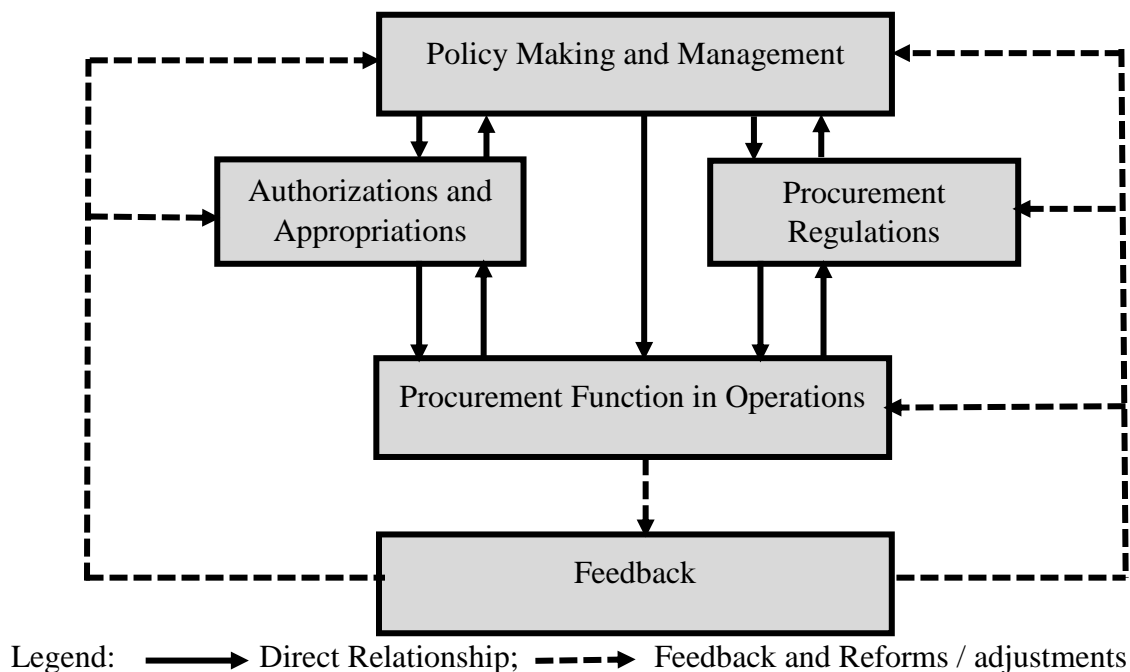 Policy Making and Management
Authorizations and
Appropriations
Procurement
Regulations
Procurement Function in Operations
Feedback
Legend: Direct Relationship; Feedback and Reforms / adjustments